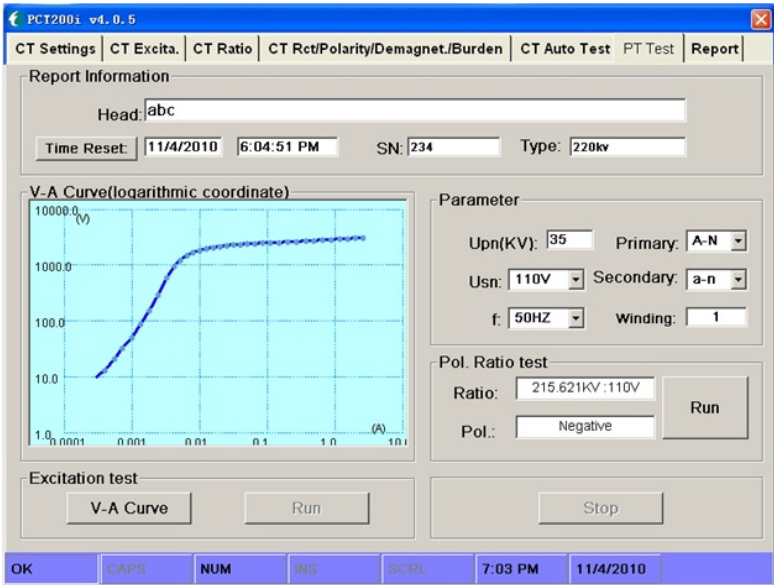 PCT200i v4.0.5
CT Settings CT Excita. CT Ratio CT Rct/Polarity/Demagnet./Burden CT Auto Test PT Test Report
Report Information
Head: abc
Time Reset: 11/4/2010 6:04:51 PM SN: 234 Type: 220kv
V-A Curve(logarithmic coordinate)
10000.0 (V)
1000.0
100.0
10.0
1.0 (A)
0.0001 0.001 0.01 0.1 1.0 10.
Parameter
Upn(KV): 35 Primary: A-N
Usn: 110V Secondary: a-n
f: 50HZ Winding: 1
Pol. Ratio test
Ratio: 215.621KV:110V
Run
Pol.: Negative
Excitation test
V-A Curve Run
Stop
OK CAPS NUM INS SCRL 7:03 PM 11/4/2010